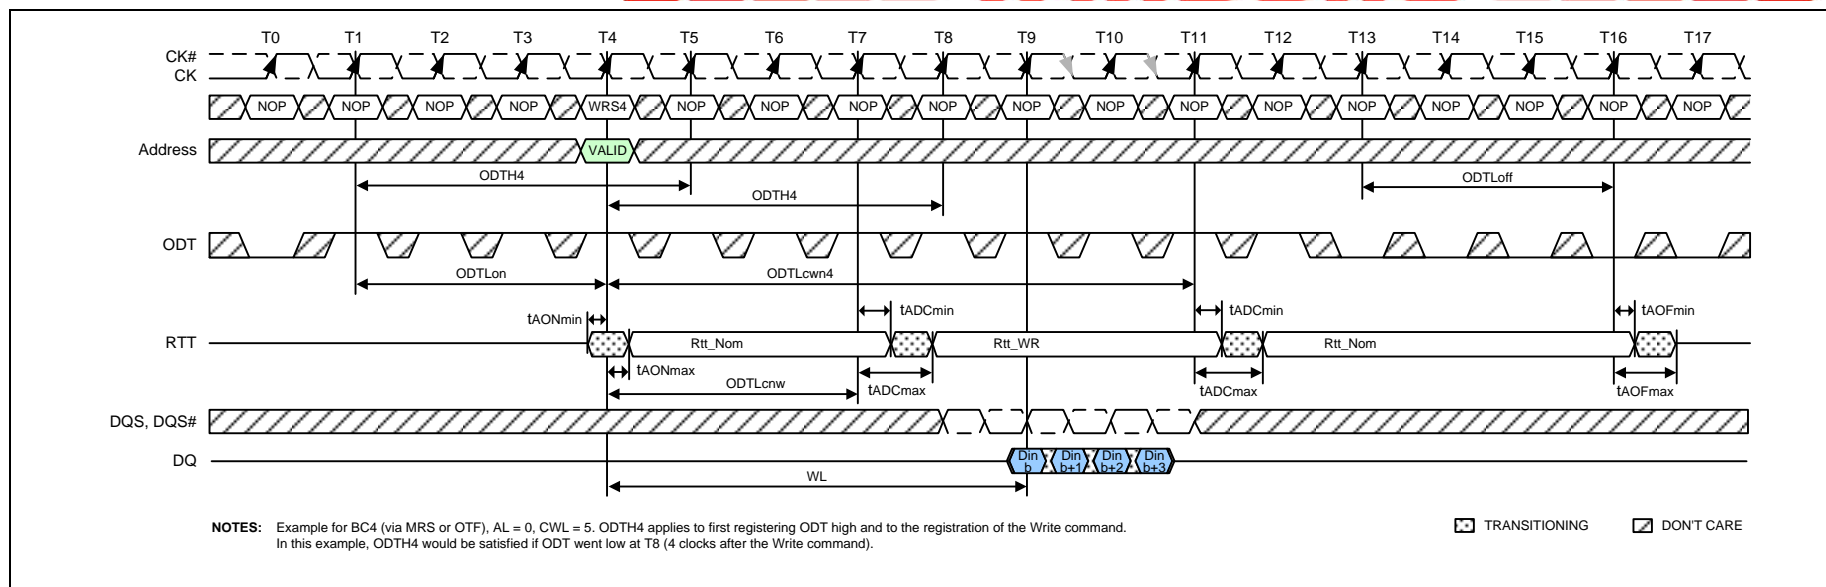 T0 T1 T2 T3 T4 T5 T6 T7 T8 T9 T10 T11 T12 T13 T14 T15 T16 T17
CK#
CK
NOP NOP NOP NOP WRS4 NOP NOP NOP NOP NOP NOP NOP NOP NOP NOP NOP NOP NOP
Address VALID
ODTH4 ODTLoff
ODTH4
ODT
ODTLon ODTLcwn4
tAONmin tADCmin tADCmin tAOFmin
RTT Rtt_Nom Rtt_WR Rtt_Nom
tAONmax
ODTLcnw tADCmax tADCmax tAOFmax
DQS, DQS#
DQ Din b Din b+1 Din b+2 Din b+3
WL
NOTES: Example for BC4 (via MRS or OTF), AL = 0, CWL = 5. ODTH4 applies to first registering ODT high and to the registration of the Write command.
In this example, ODTH4 would be satisfied if ODT went low at T8 (4 clocks after the Write command).
TRANSITIONING DON'T CARE